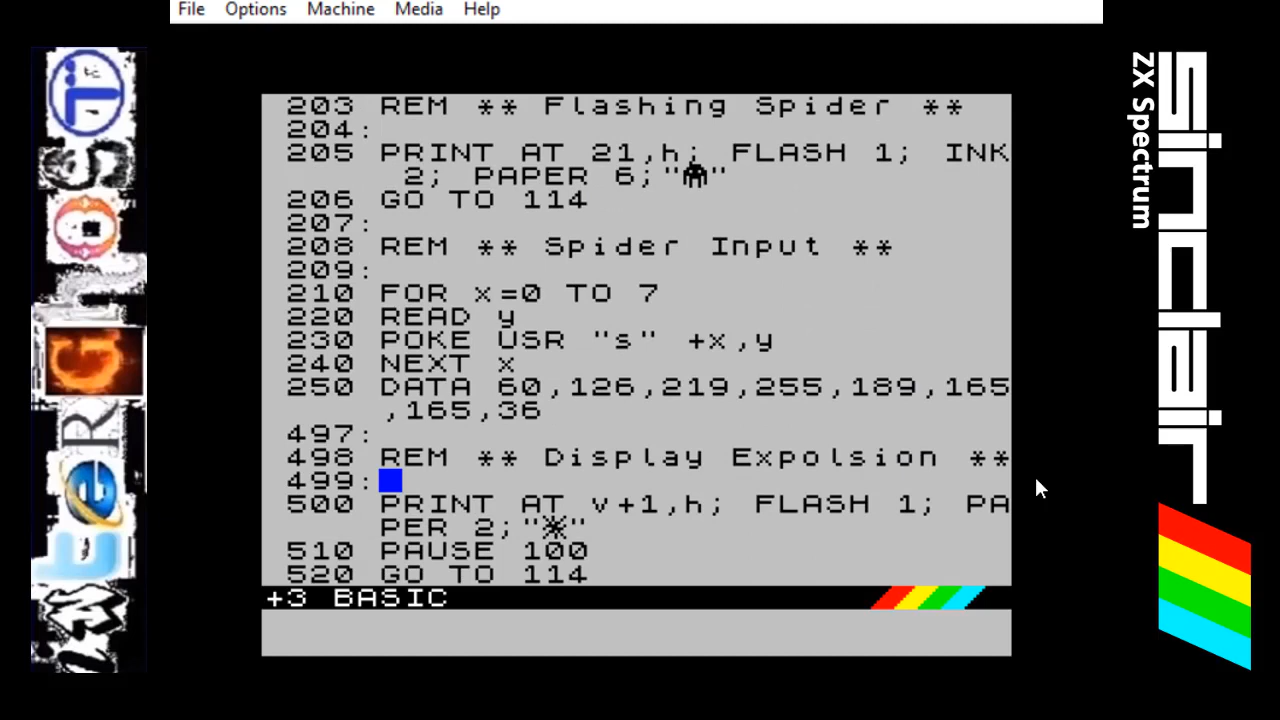 File Options Machine Media Help
203 REM ** Flashing Spider **
204:
205 PRINT AT 21,h; FLASH 1; INK
2; PAPER 6;" "
206 GO TO 114
207:
208 REM ** Spider Input **
209:
210 FOR x=0 TO 7
220 READ y
230 POKE USR "s" +x,y
240 NEXT x
250 DATA 60,126,219,255,189,165
,165,36
497:
498 REM ** Display Expolsion **
499:
500 PRINT AT v+1,h; FLASH 1; PA
PER 2;" "
510 PAUSE 100
520 GO TO 114
+3 BASIC
sinclair
ZX Spectrum